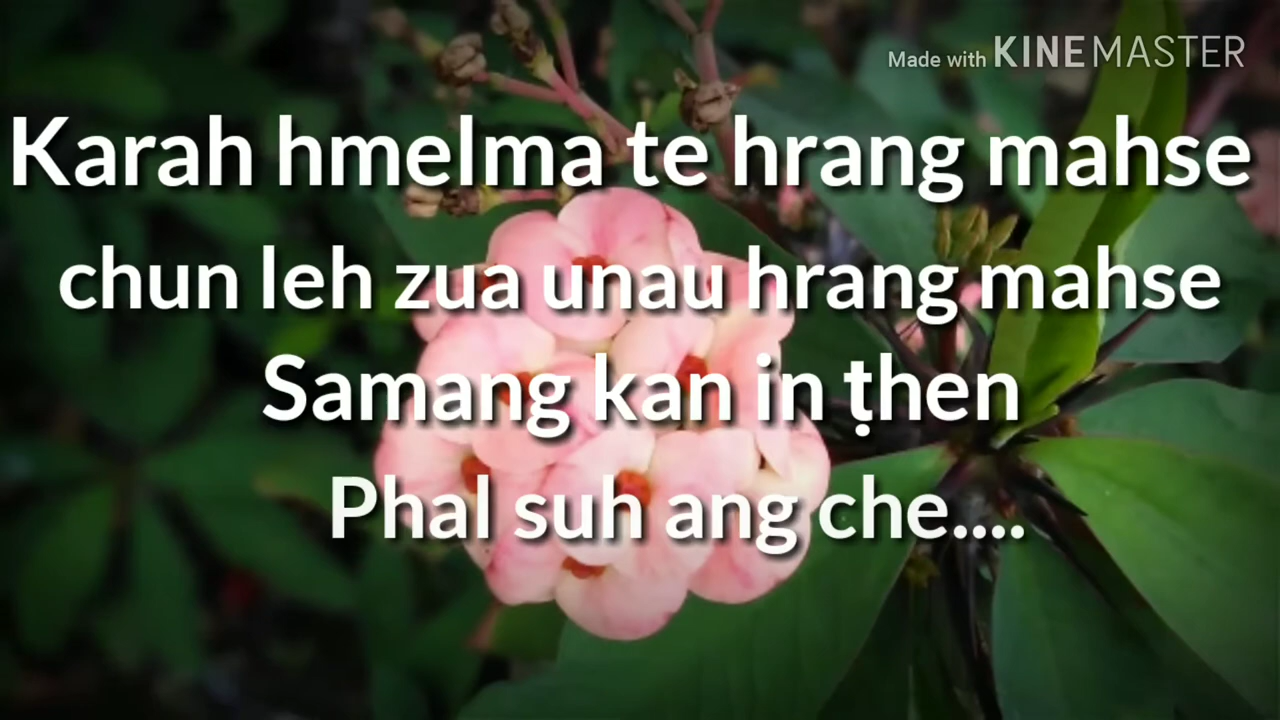 Made with KINEMASTER
Karah hmelma te hrang mahse
chun leh zua unau hrang mahse
Samang kan in ṭhen
Phal suh ang che....